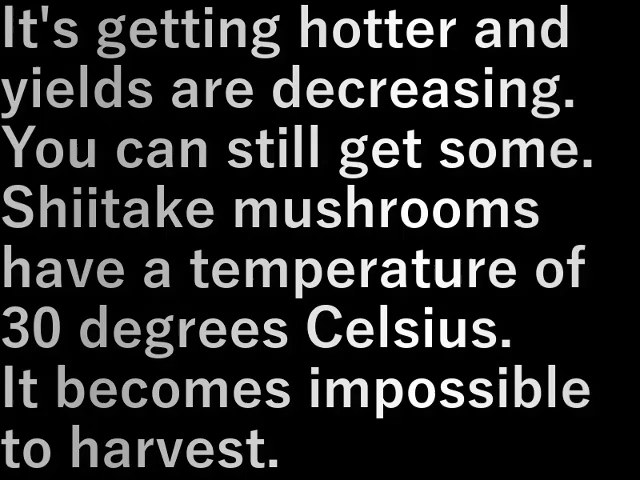 It's getting hotter and
yields are decreasing.
You can still get some.
Shiitake mushrooms
have a temperature of
30 degrees Celsius.
It becomes impossible
to harvest.